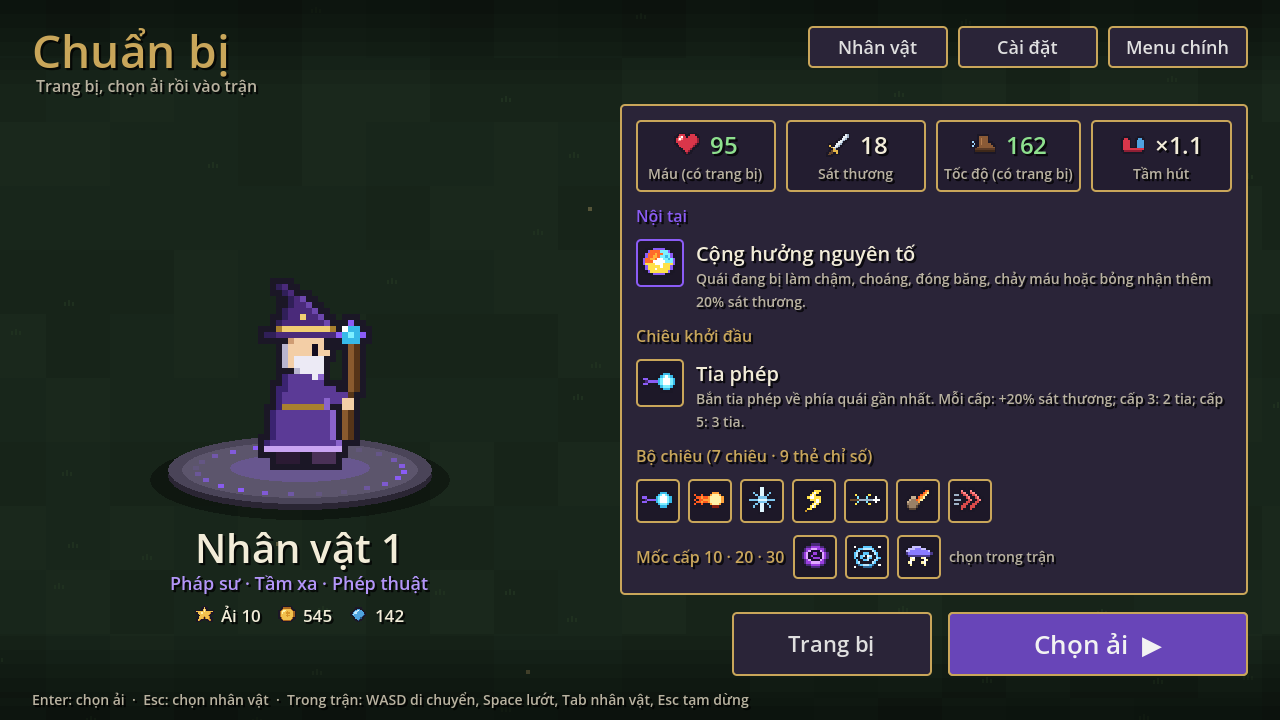 Chuẩn bị
Trang bị, chọn ải rồi vào trận
Nhân vật
Cài đặt
Menu chính
95
Máu (có trang bị)
18
Sát thương
162
Tốc độ (có trang bị)
×1.1
Tầm hút
Nội tại
Cộng hưởng nguyên tố
Quái đang bị làm chậm, choáng, đóng băng, chảy máu hoặc bỏng nhận thêm
20% sát thương.
Chiêu khởi đầu
Tia phép
Bắn tia phép về phía quái gần nhất. Mỗi cấp: +20% sát thương; cấp 3: 2 tia; cấp
5: 3 tia.
Bộ chiêu (7 chiêu · 9 thẻ chỉ số)
Mốc cấp 10 · 20 · 30
chọn trong trận
Nhân vật 1
Pháp sư · Tầm xa · Phép thuật
Ải 10 545 142
Trang bị
Chọn ải ▶
Enter: chọn ải · Esc: chọn nhân vật · Trong trận: WASD di chuyển, Space lướt, Tab nhân vật, Esc tạm dừng